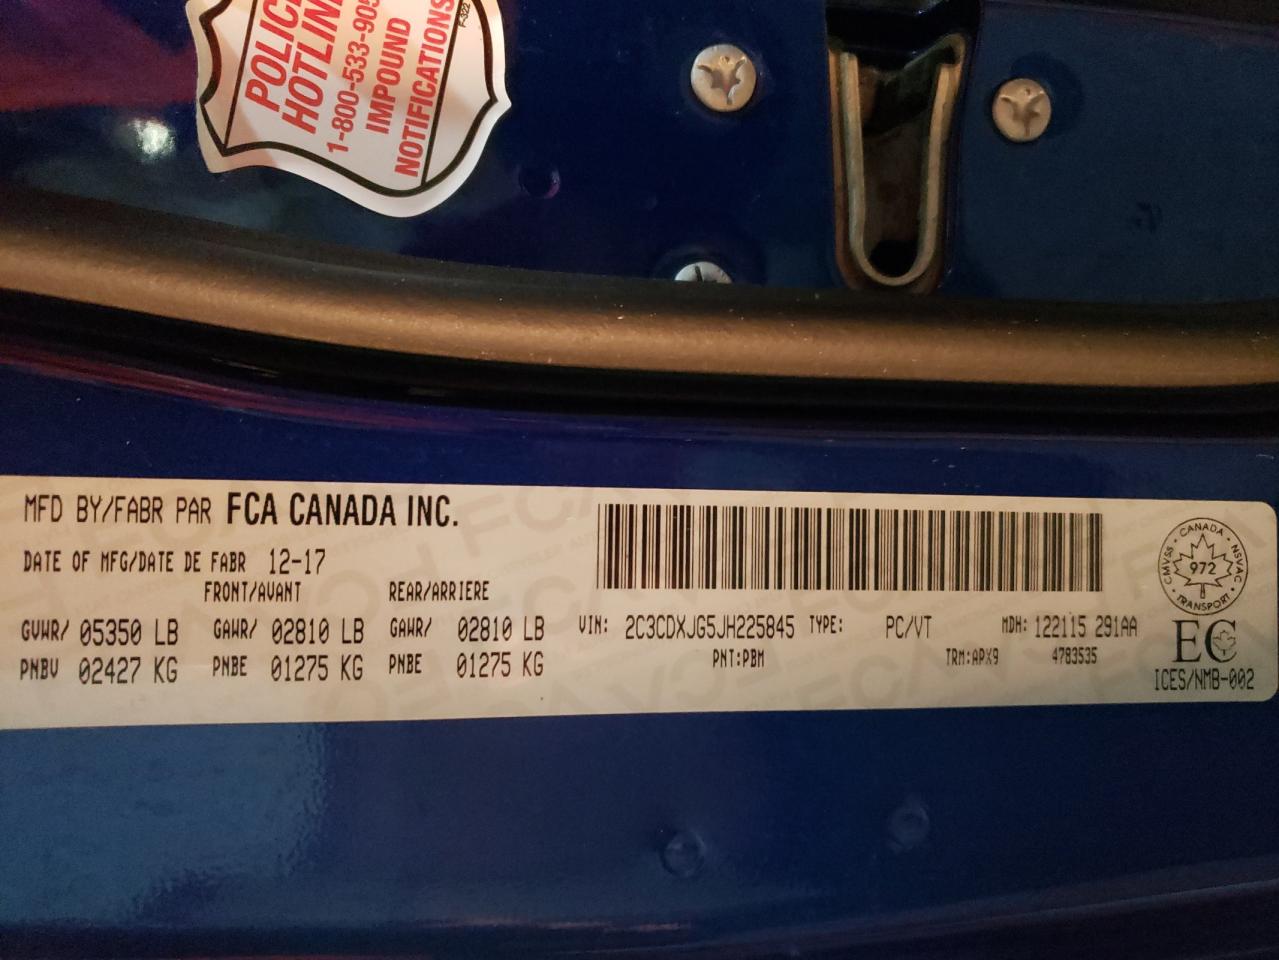 POLICE
HOTLINE
1-800-533-905
IMPOUND
NOTIFICATIONS
F-322
MFD BY/FABR PAR FCA CANADA INC.
DATE OF MFG/DATE DE FABR 12-17
FRONT/AVANT REAR/ARRIERE
GVWR/ 05350 LB GAWR/ 02810 LB GAWR/ 02810 LB VIN: 2C3CDXJG5JH225845 TYPE: PC/VT MDH: 122115 291AA
PNBV 02427 KG PNBE 01275 KG PNBE 01275 KG PNT:PBM TRM:APX9 4783535
CANADA
CMVSS NSVAC
972
TRANSPORT
EC
ICES/NMB-002